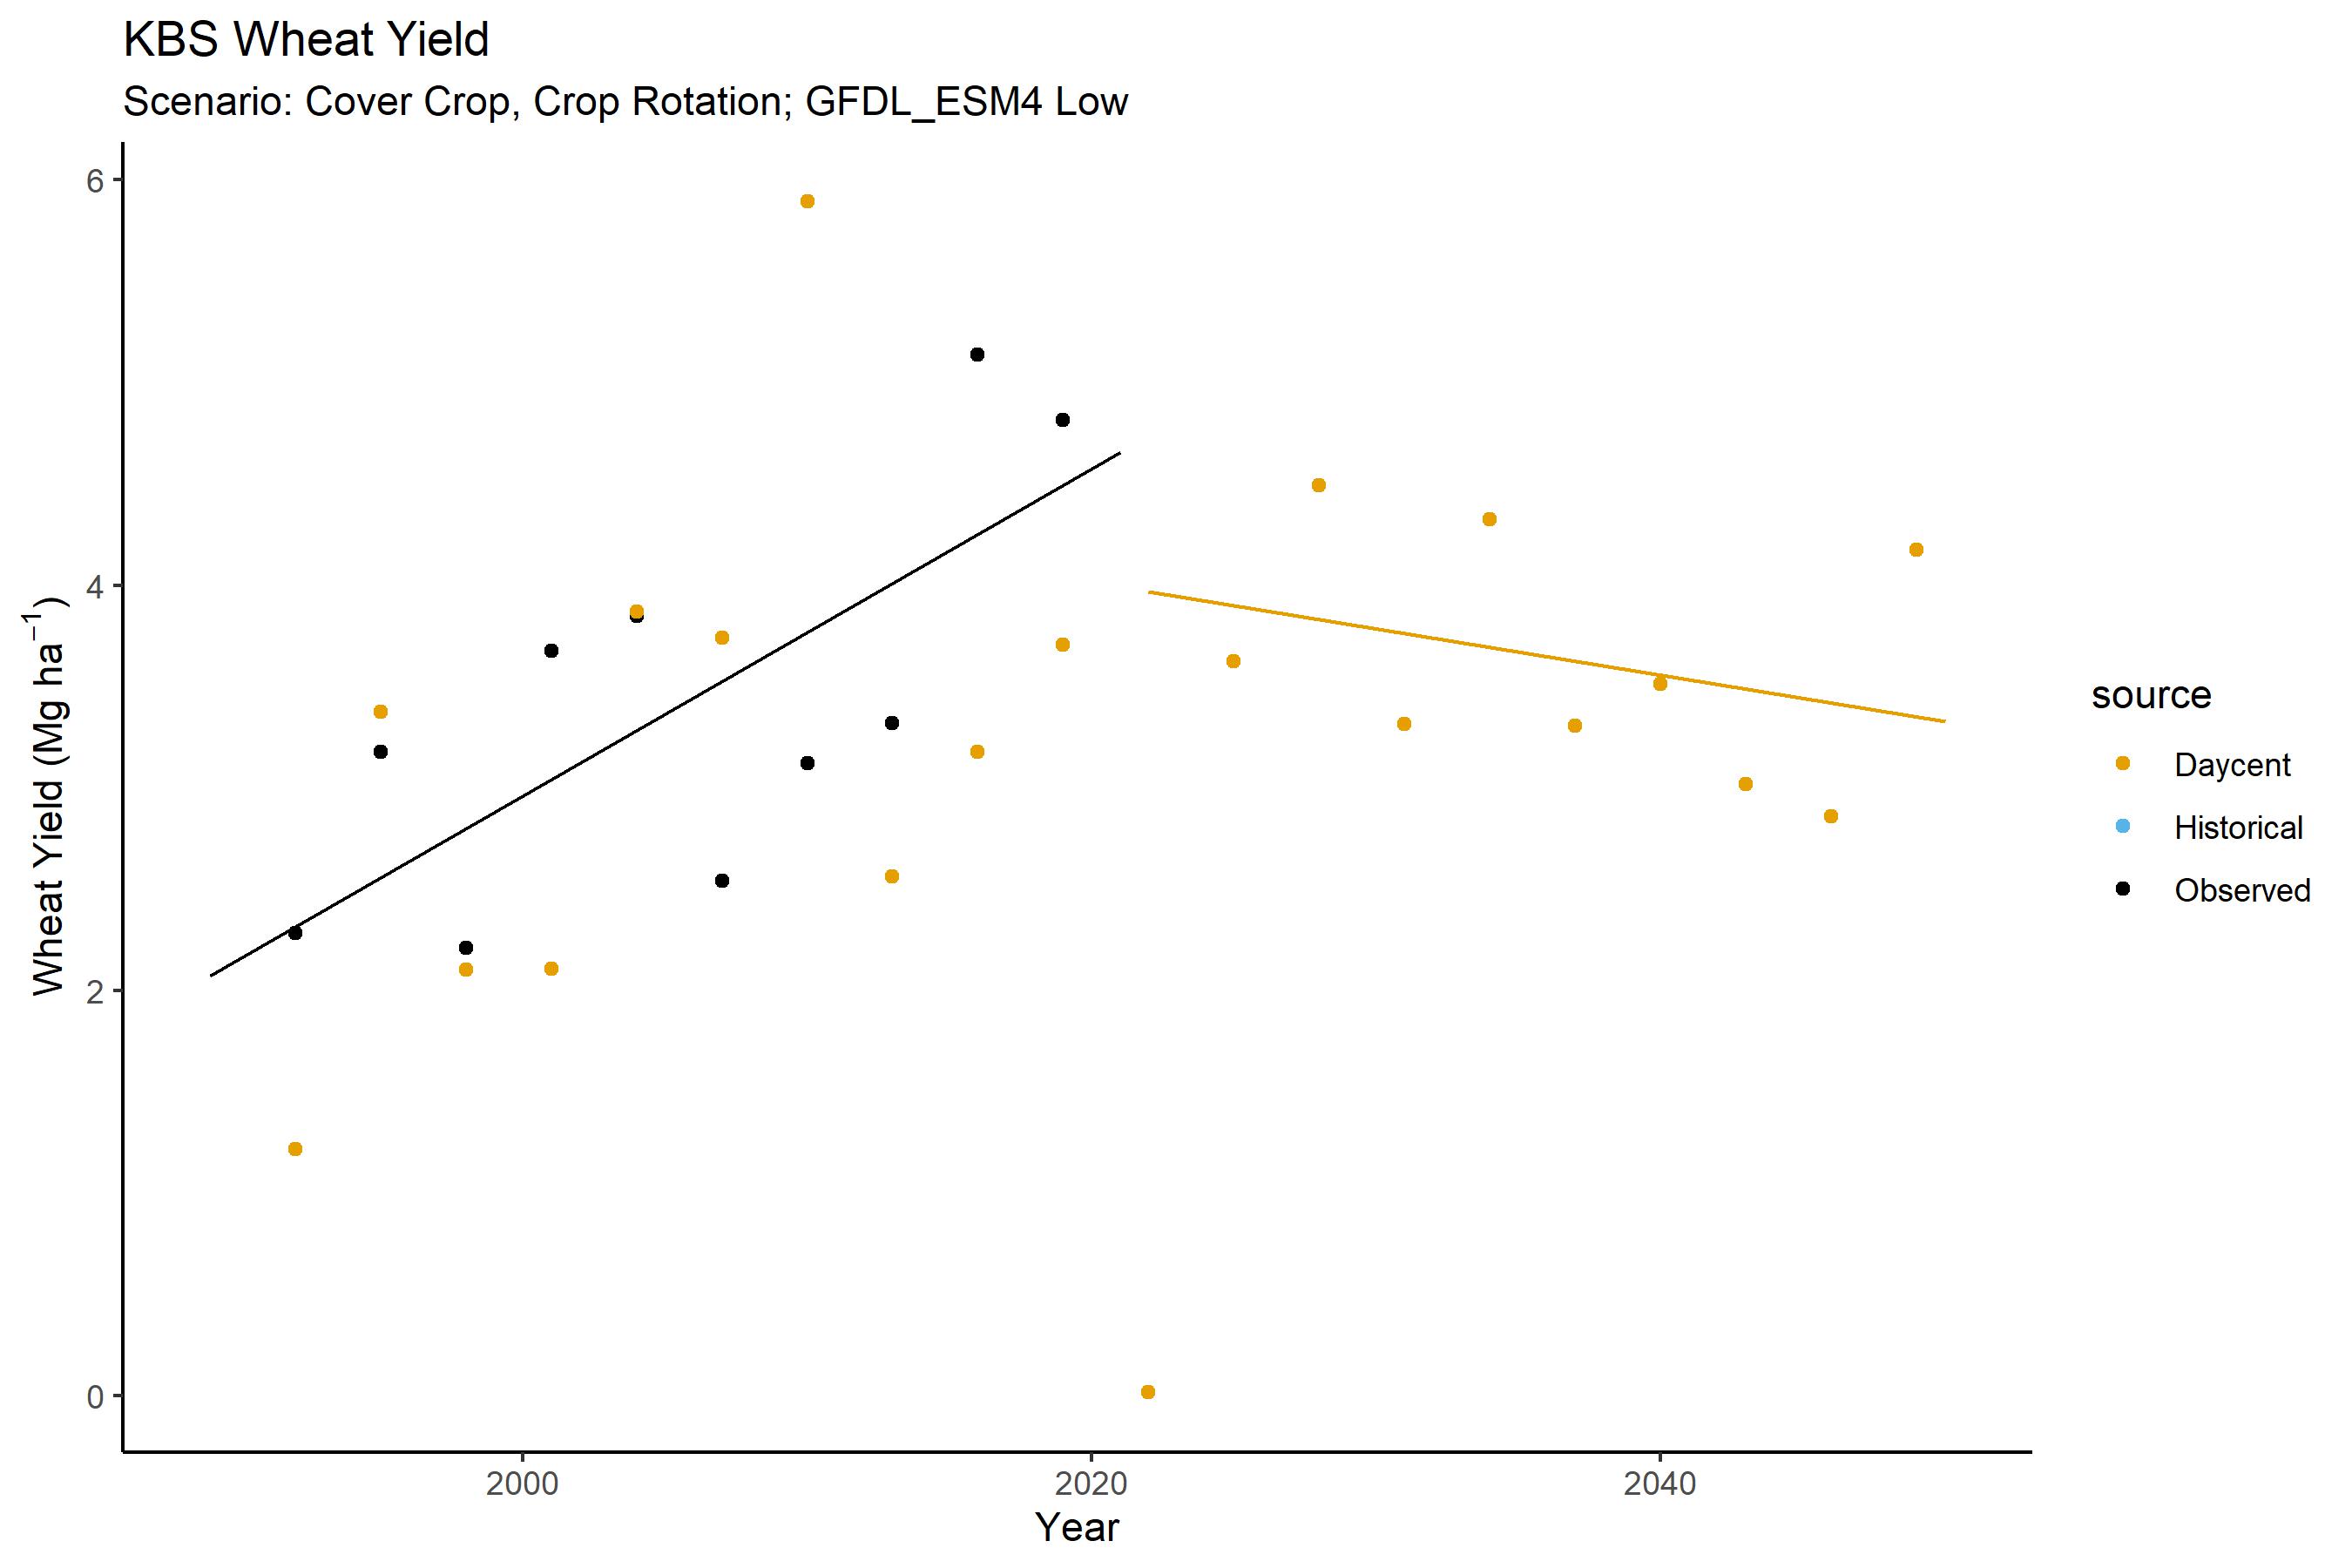 KBS Wheat Yield
Scenario: Cover Crop, Crop Rotation; GFDL_ESM4 Low
Wheat Yield (Mg ha⁻¹)
6
4
2
0
2000
2020
2040
Year
source
Daycent
Historical
Observed